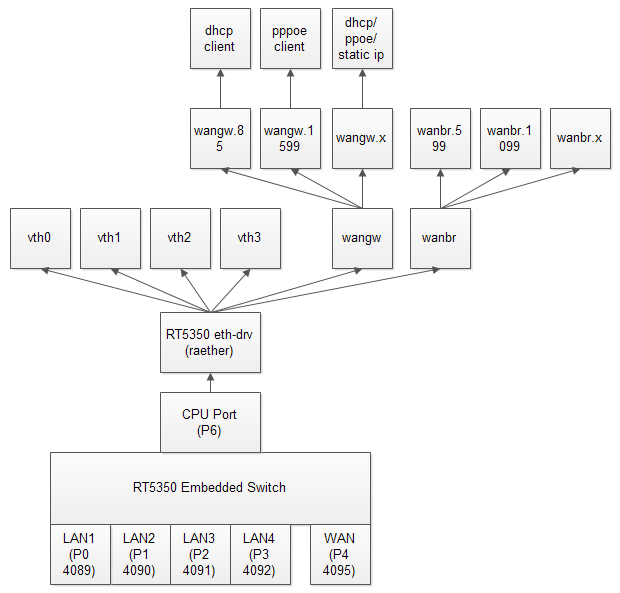 dhcp
client
pppoe
client
dhcp/
ppoe/
static ip
wangw.8
5
wangw.1
599
wangw.x
wanbr.5
99
wanbr.1
099
wanbr.x
vth0
vth1
vth2
vth3
wangw
wanbr
RT5350 eth-drv
(raether)
CPU Port
(P6)
RT5350 Embedded Switch
LAN1
(P0
4089)
LAN2
(P1
4090)
LAN3
(P2
4091)
LAN4
(P3
4092)
WAN
(P4
4095)